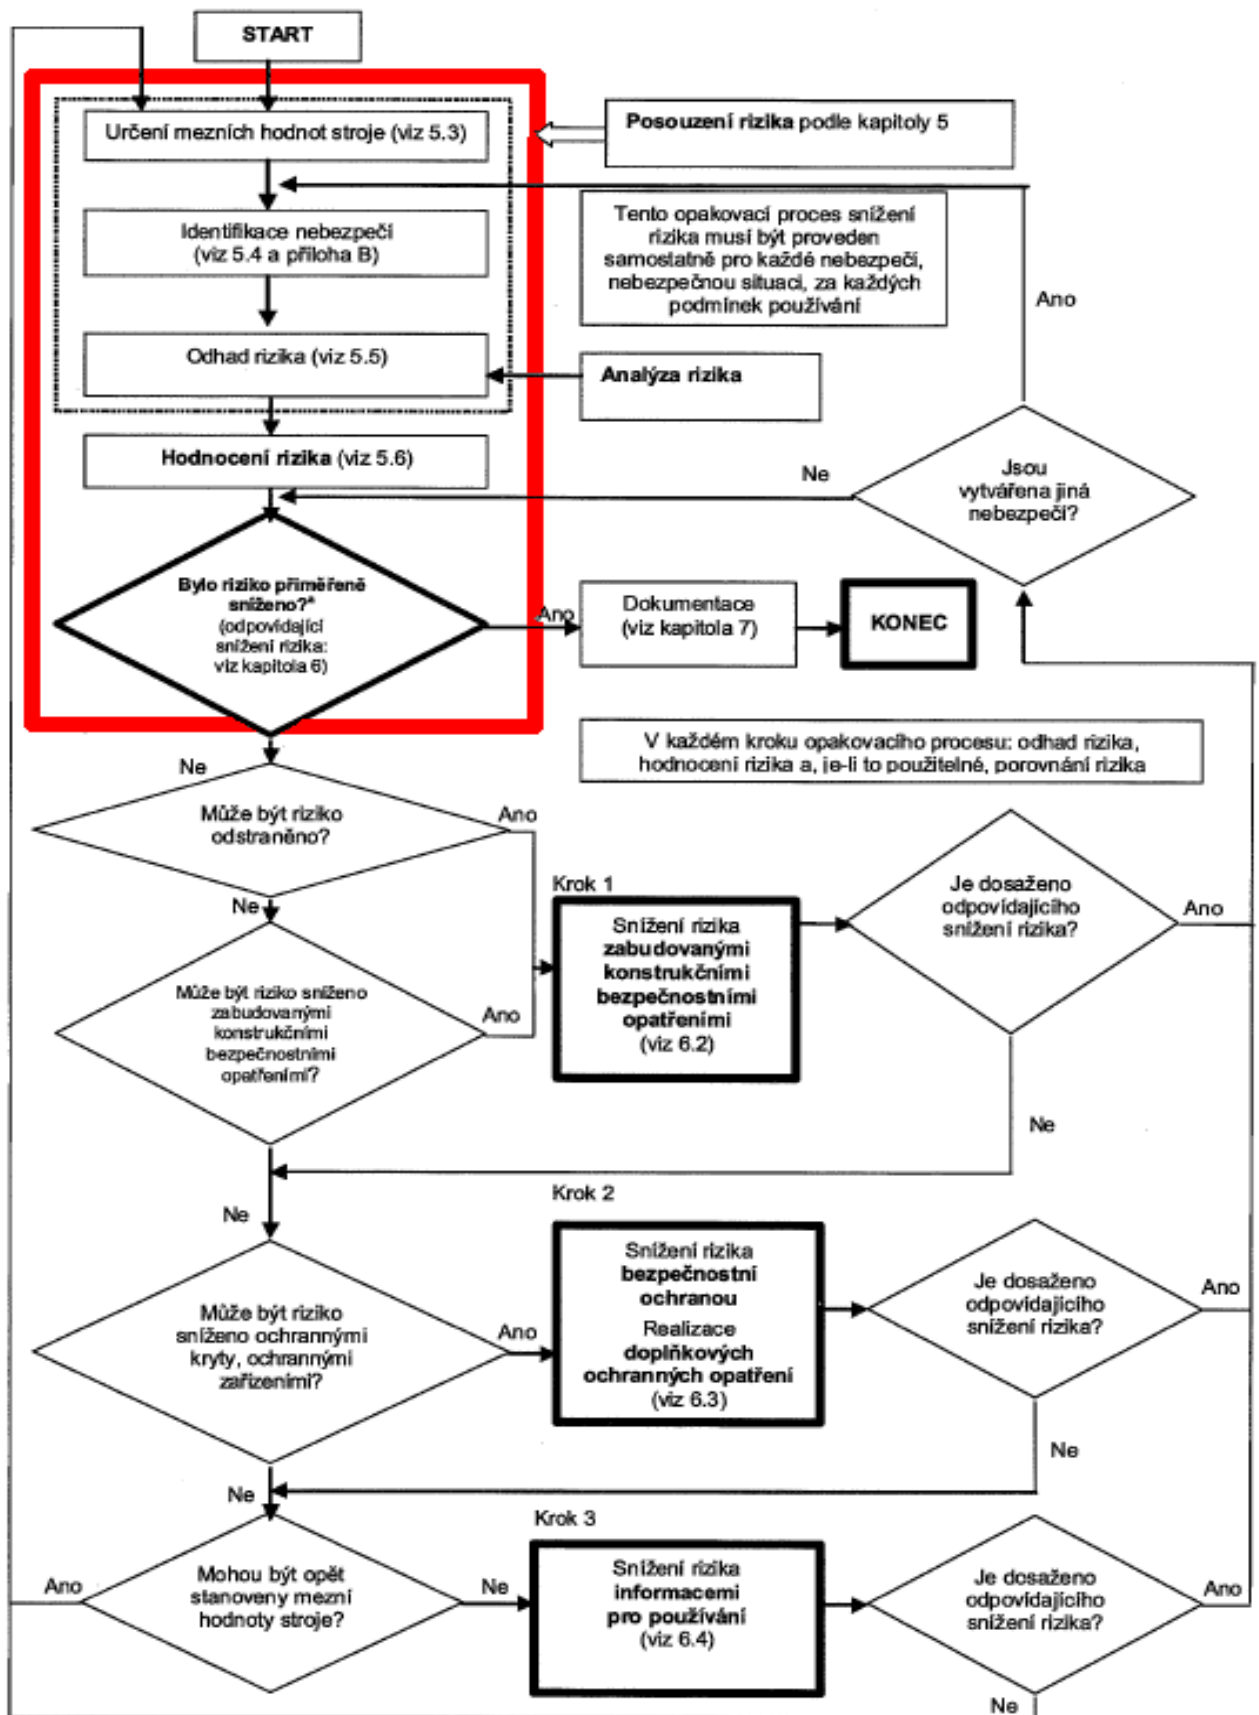 START
Určení mezních hodnot stroje (viz 5.3)
Posouzení rizika podle kapitoly 5
Identifikace nebezpečí
(viz 5.4 a příloha B)
Tento opakovací proces snížení
rizika musí být proveden
samostatně pro každé nebezpečí,
nebezpečnou situaci, za každých
podmínek používání
Ano
Odhad rizika (viz 5.5)
Analýza rizika
Hodnocení rizika (viz 5.6)
Ne
Jsou
vytvářena jiná
nebezpečí?
Bylo riziko přiměřeně
sníženo?ª
(odpovídající
snížení rizika:
viz kapitola 6)
Ano
Dokumentace
(viz kapitola 7)
KONEC
V každém kroku opakovacího procesu: odhad rizika,
hodnocení rizika a, je-li to použitelné, porovnání rizika
Ne
Může být riziko
odstraněno?
Ano
Ne
Krok 1
Snížení rizika
zabudovanými
konstrukčními
bezpečnostními
opatřeními
(viz 6.2)
Je dosaženo
odpovídajícího
snížení rizika?
Ano
Může být riziko sníženo
zabudovanými
konstrukčními
bezpečnostními
opatřeními?
Ano
Ne
Ne
Krok 2
Snížení rizika
bezpečnostní
ochranou
Realizace
doplňkových
ochranných opatření
(viz 6.3)
Je dosaženo
odpovídajícího
snížení rizika?
Ano
Může být riziko
sníženo ochrannými
kryty, ochrannými
zařízeními?
Ano
Ne
Ne
Krok 3
Ano
Mohou být opět
stanoveny mezní
hodnoty stroje?
Ne
Snížení rizika
informacemi
pro používání
(viz 6.4)
Je dosaženo
odpovídajícího
snížení rizika?
Ano
Ne